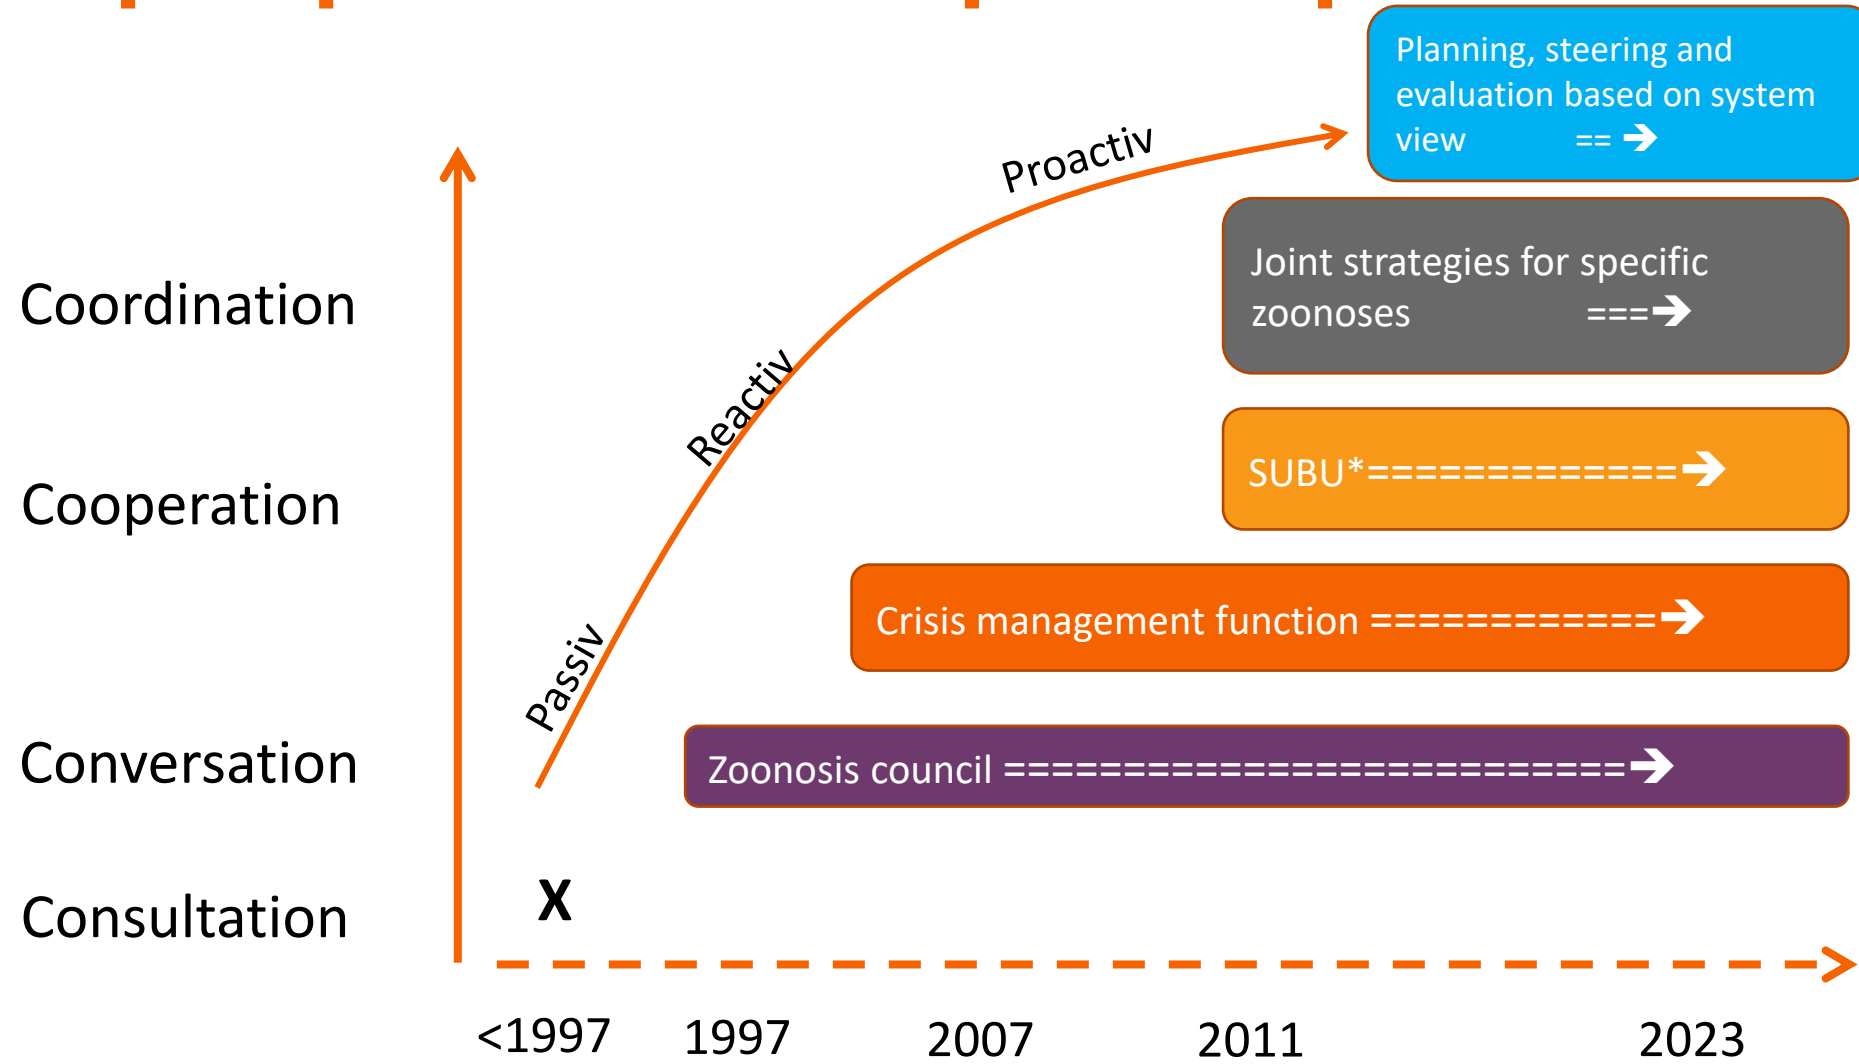 Planning, steering and
evaluation based on system
view == ➔
Proactiv
Joint strategies for specific
zoonoses ===➔
Coordination
Reactiv
SUBU*=============➔
Cooperation
Crisis management function ============➔
Passiv
Conversation
Zoonosis council ==========================➔
X
Consultation
<1997 1997 2007 2011 2023